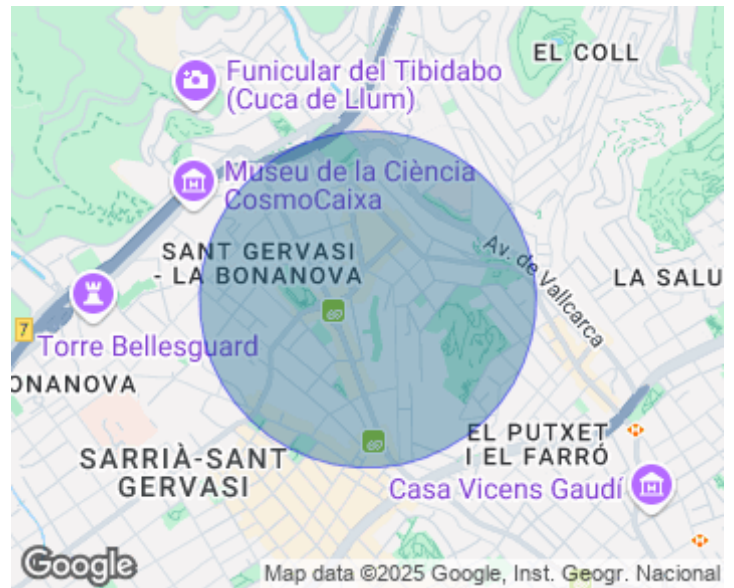 EL COLL
Funicular del Tibidabo
(Cuca de Llum)
Museu de la Ciència
CosmoCaixa
SANT GERVASI
- LA BONANOVA
Av. de Vallcarca
LA SALU
7
Torre Bellesguard
ONANOVA
EL PUTXET
I EL FARRÓ
SARRIÀ-SANT
GERVASI
Casa Vicens Gaudí
Google
Map data ©2025 Google, Inst. Geogr. Nacional